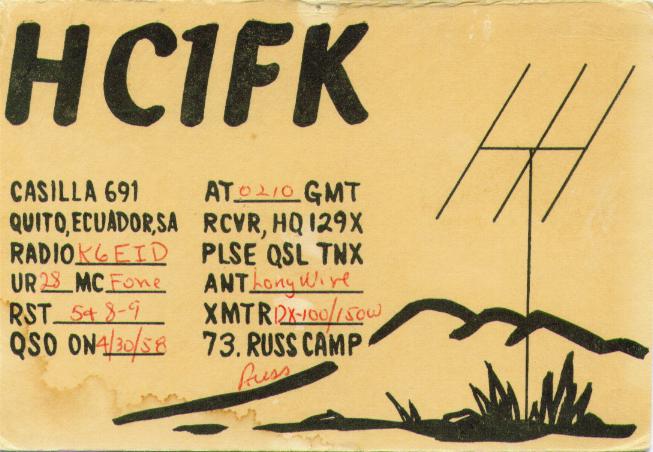 HC1FK
CASILLA 691
QUITO, ECUADOR, SA
RADIO K6EID
UR 28 MC Fone
RST 5+ 8-9
QSO ON 4/30/58
AT 0210 GMT
RCVR, HQ 129X
PLSE QSL TNX
ANT Long Wire
XMTR DX-100/150W
73. RUSS CAMP
Russ